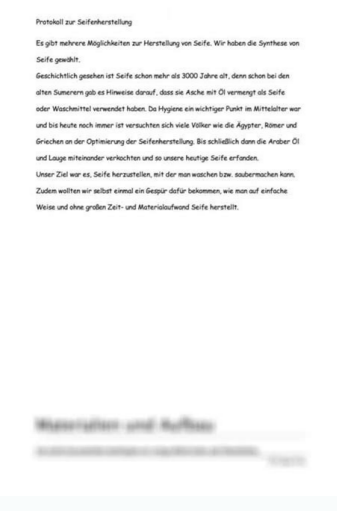 Protokoll zur Seifenherstellung
Es gibt mehrere Möglichkeiten zur Herstellung von Seife. Wir haben die Synthese von
Seife gewählt.
Geschichtlich gesehen ist Seife schon mehr als 3000 Jahre alt, denn schon bei den
alten Sumerern gab es Hinweise darauf, dass sie Asche mit Öl vermengt als Seife
oder Waschmittel verwendet haben. Da Hygiene ein wichtiger Punkt im Mittelalter war
und bis heute noch immer ist versuchten sich viele Völker wie die Ägypter, Römer und
Griechen an der Optimierung der Seifenherstellung. Bis schließlich dann die Araber Öl
und Lauge miteinander verkochten und so unsere heutige Seife erfanden.
Unser Ziel war es, Seife herzustellen, mit der man waschen bzw. saubermachen kann.
Zudem wollten wir selbst einmal ein Gespür dafür bekommen, wie man auf einfache
Weise und ohne großen Zeit- und Materialaufwand Seife herstellt.
Materialien und Aufbau